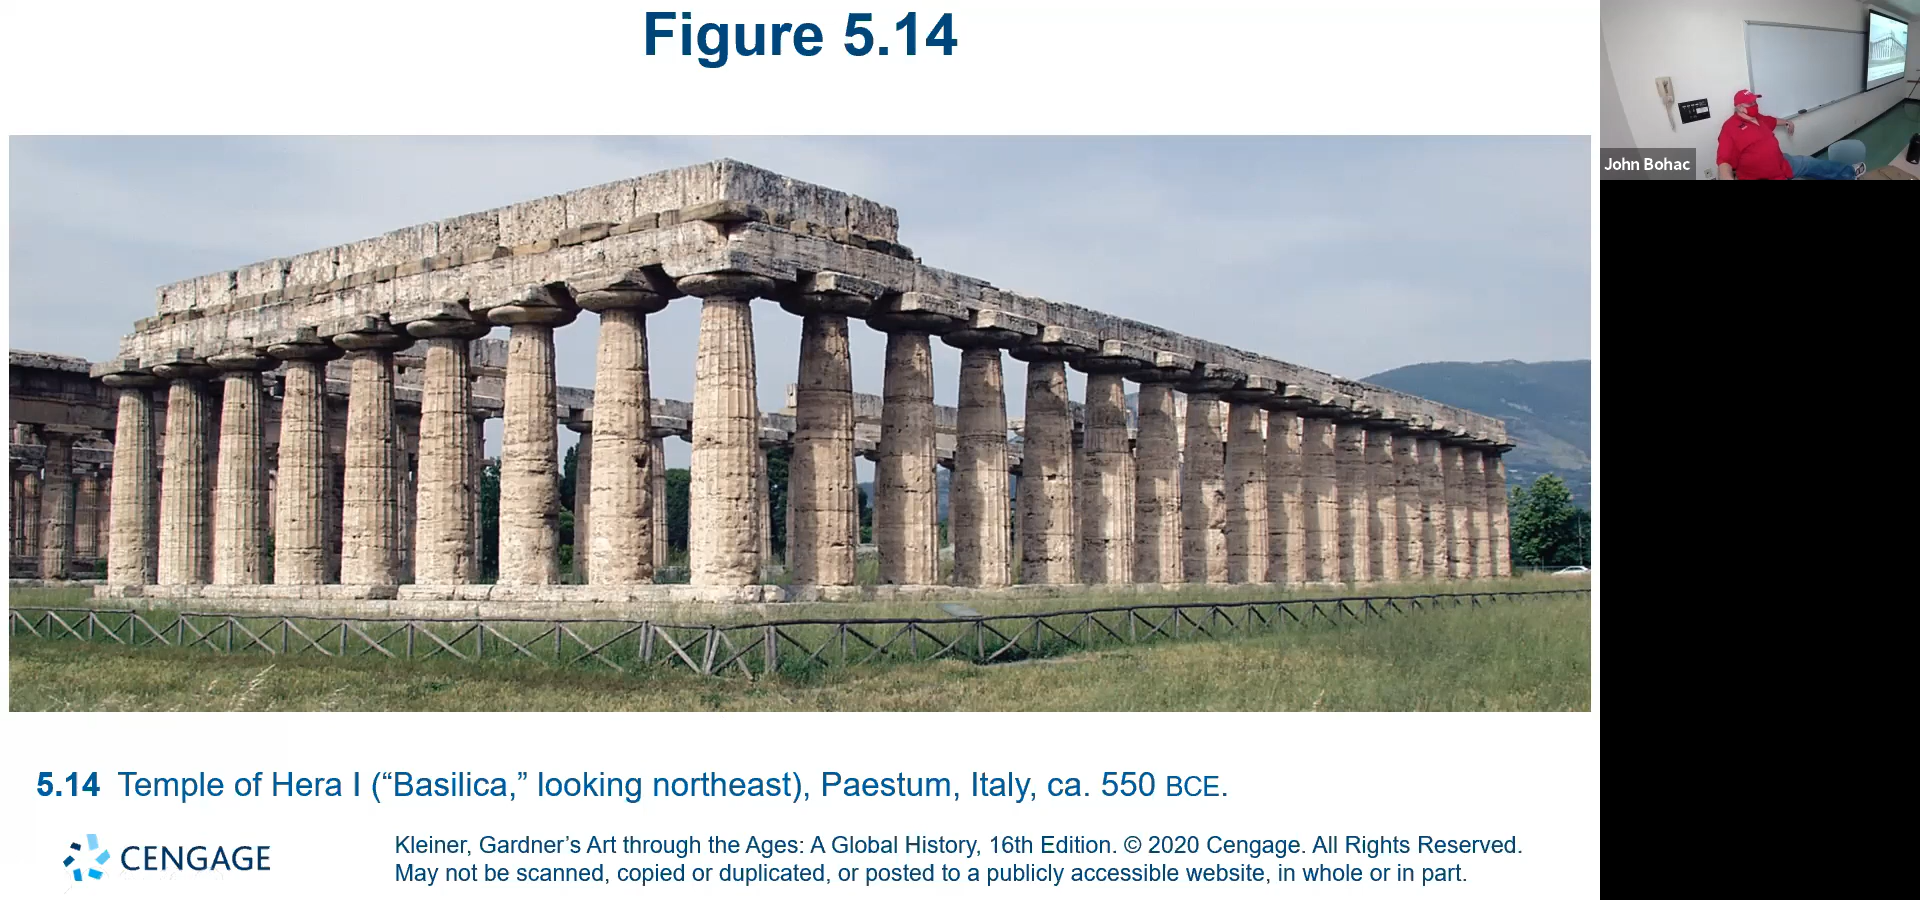 Figure 5.14
John Bohac
5.14 Temple of Hera I (“Basilica,” looking northeast), Paestum, Italy, ca. 550 BCE.
CENGAGE
Kleiner, Gardner’s Art through the Ages: A Global History, 16th Edition. © 2020 Cengage. All Rights Reserved.
May not be scanned, copied or duplicated, or posted to a publicly accessible website, in whole or in part.